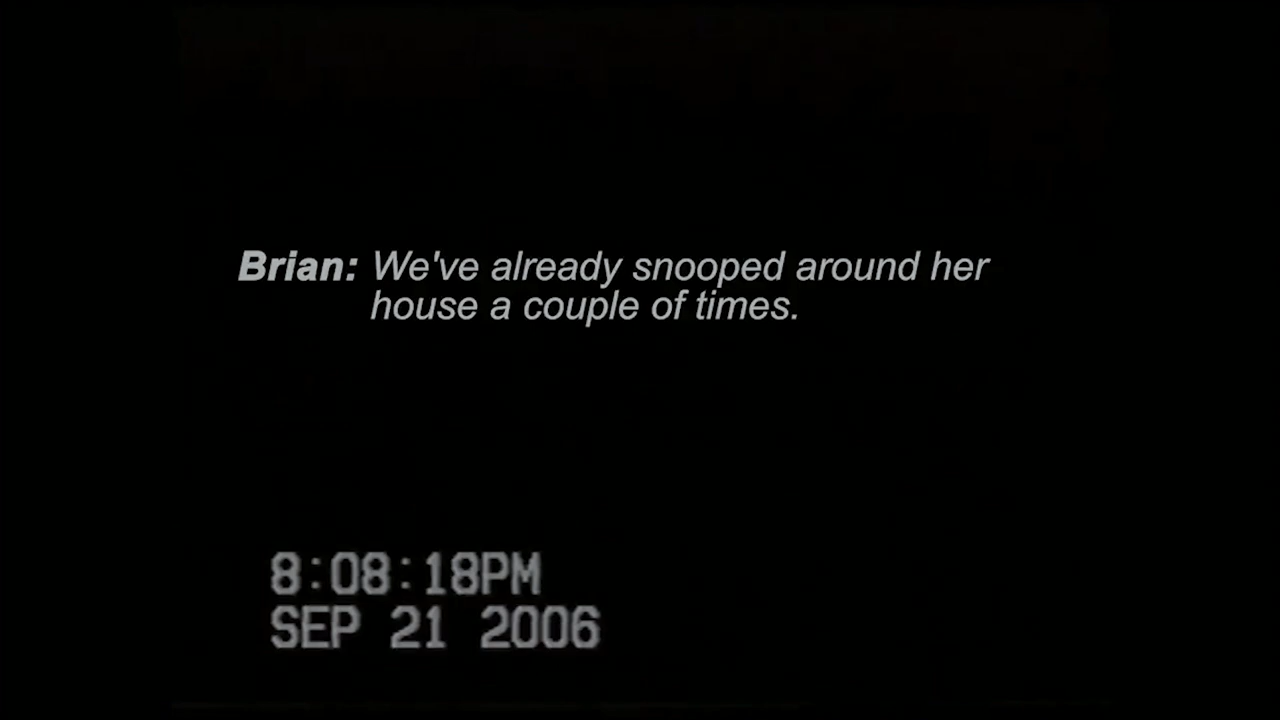 Brian: We've already snooped around her
house a couple of times.
8:08:18PM
SEP 21 2006